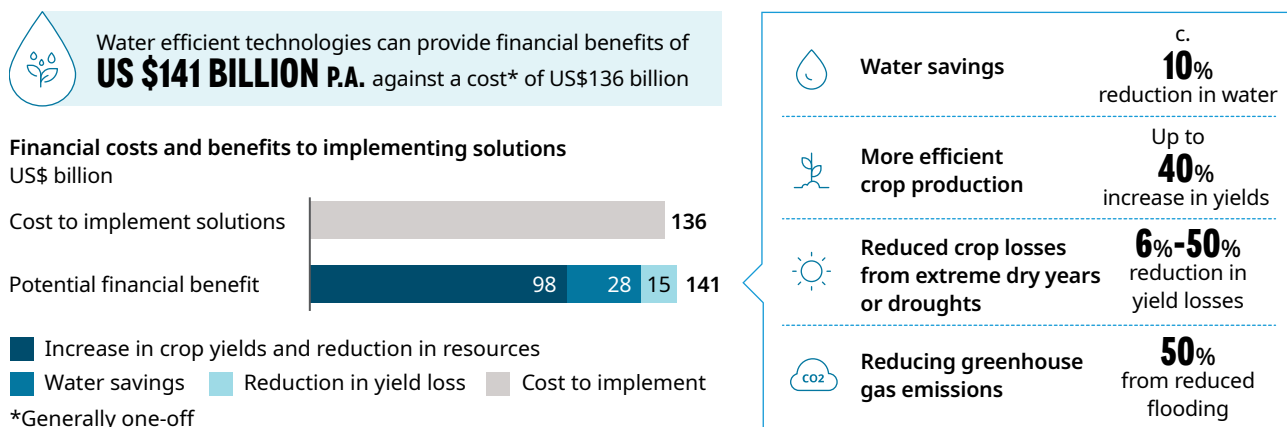 Water efficient technologies can provide financial benefits of
US $141 BILLION P.A. against a cost* of US$136 billion
Financial costs and benefits to implementing solutions
US$ billion
Cost to implement solutions
136
Potential financial benefit
98
28
15
141
Increase in crop yields and reduction in resources
Water savings
Reduction in yield loss
Cost to implement
*Generally one-off
Water savings
c.
10%
reduction in water
More efficient
crop production
Up to
40%
increase in yields
Reduced crop losses
from extreme dry years
or droughts
6%-50%
reduction in
yield losses
CO2
Reducing greenhouse
gas emissions
50%
from reduced
flooding